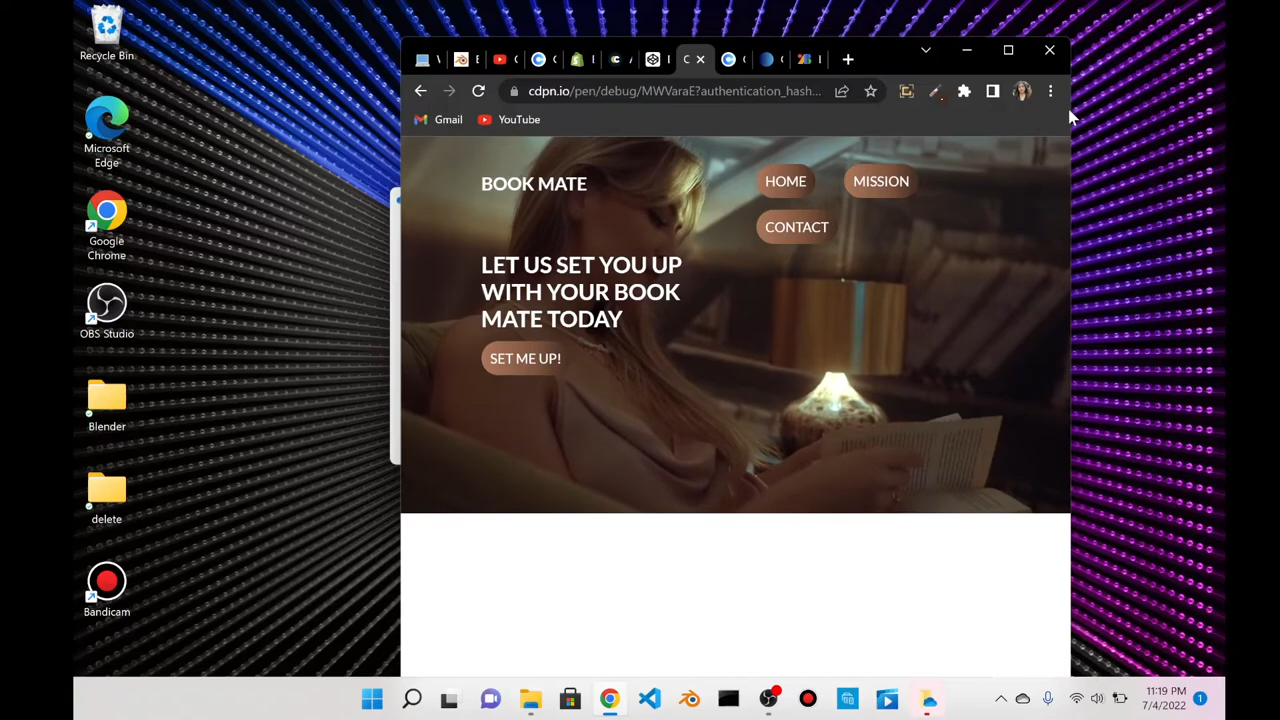 Recycle Bin
Microsoft
Edge
Google
Chrome
OBS Studio
Blender
delete
Bandicam
cdpn.io/pen/debug/MWVaraE?authentication_hash...
Gmail
YouTube
BOOK MATE
HOME
MISSION
CONTACT
LET US SET YOU UP
WITH YOUR BOOK
MATE TODAY
SET ME UP!
11:19 PM
7/4/2022
1